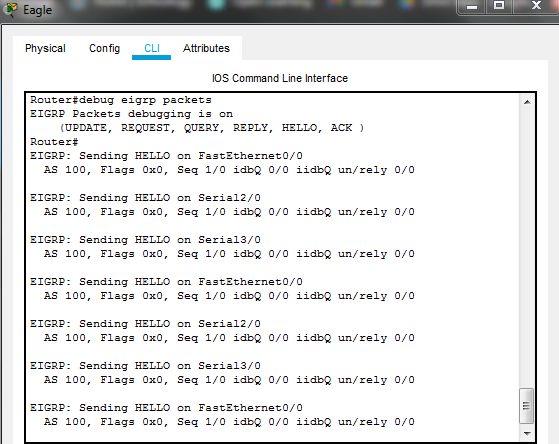 Eagle
Physical Config CLI Attributes
IOS Command Line Interface
Router#debug eigrp packets
EIGRP Packets debugging is on
    (UPDATE, REQUEST, QUERY, REPLY, HELLO, ACK )
Router#
EIGRP: Sending HELLO on FastEthernet0/0
  AS 100, Flags 0x0, Seq 1/0 idbQ 0/0 iidbQ un/rely 0/0
EIGRP: Sending HELLO on Serial2/0
  AS 100, Flags 0x0, Seq 1/0 idbQ 0/0 iidbQ un/rely 0/0
EIGRP: Sending HELLO on Serial3/0
  AS 100, Flags 0x0, Seq 1/0 idbQ 0/0 iidbQ un/rely 0/0
EIGRP: Sending HELLO on FastEthernet0/0
  AS 100, Flags 0x0, Seq 1/0 idbQ 0/0 iidbQ un/rely 0/0
EIGRP: Sending HELLO on Serial2/0
  AS 100, Flags 0x0, Seq 1/0 idbQ 0/0 iidbQ un/rely 0/0
EIGRP: Sending HELLO on Serial3/0
  AS 100, Flags 0x0, Seq 1/0 idbQ 0/0 iidbQ un/rely 0/0
EIGRP: Sending HELLO on FastEthernet0/0
  AS 100, Flags 0x0, Seq 1/0 idbQ 0/0 iidbQ un/rely 0/0